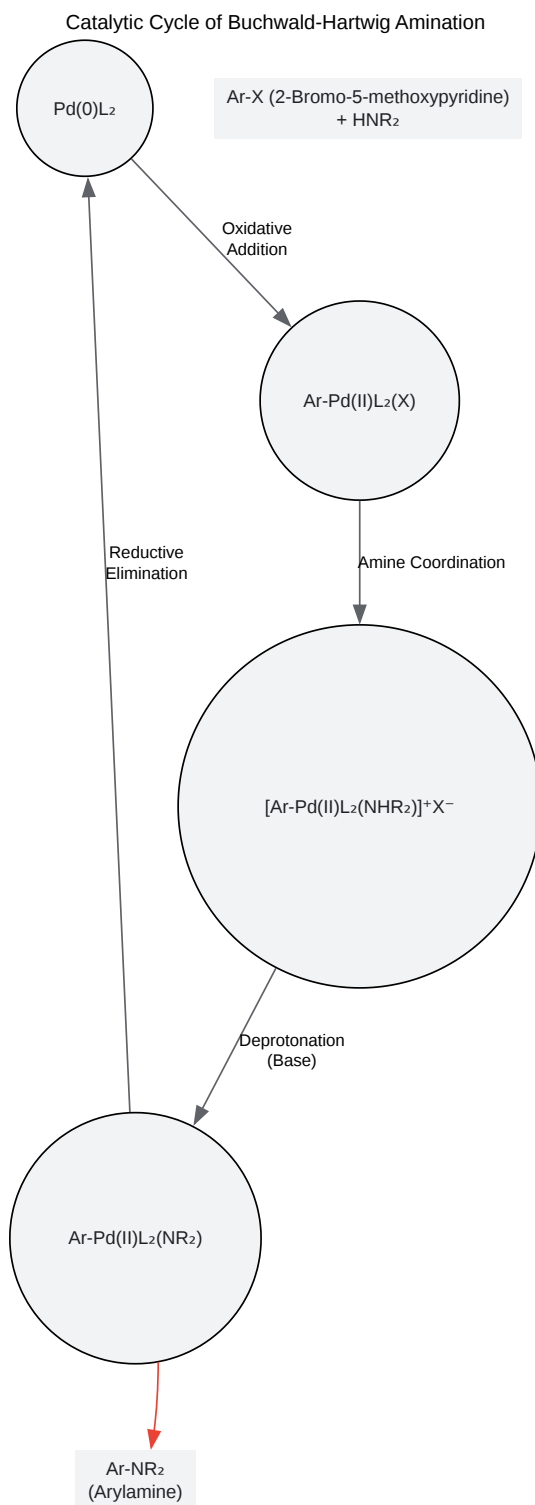 Catalytic Cycle of Buchwald-Hartwig Amination
Pd(0)L₂
Ar-X (2-Bromo-5-methoxypyridine)
+ HNR₂
Oxidative
Addition
Ar-Pd(II)L₂(X)
Reductive
Elimination
Amine Coordination
[Ar-Pd(II)L₂(NHR₂)]⁺X⁻
Deprotonation
(Base)
Ar-Pd(II)L₂(NR₂)
Ar-NR₂
(Arylamine)